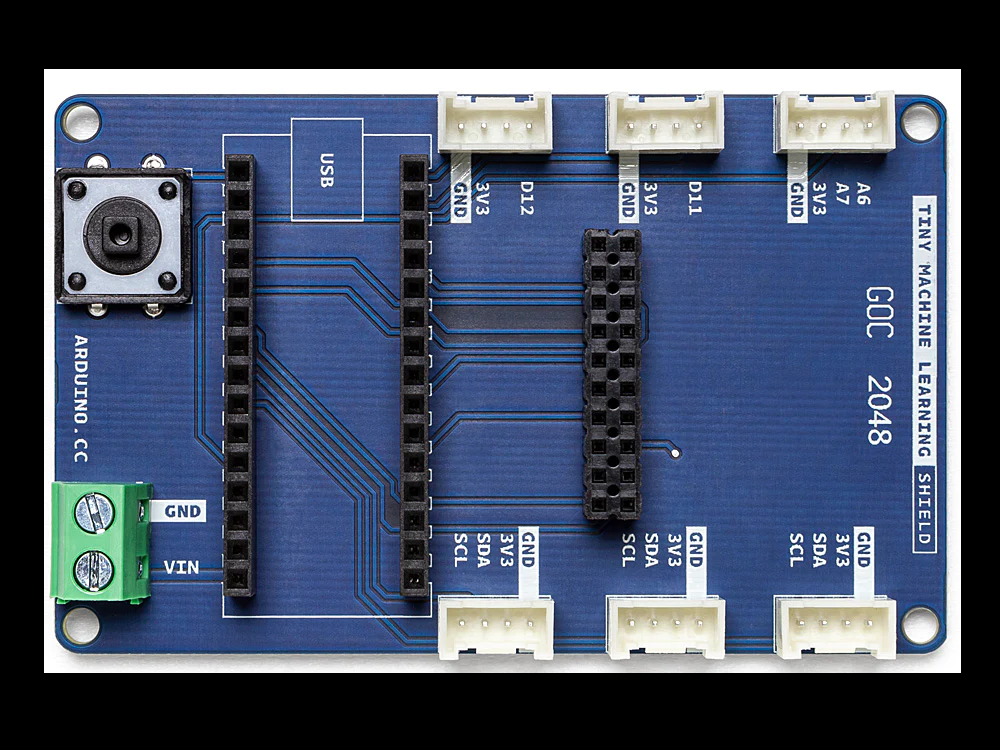 USB
GND
3V3
D12
GND
3V3
D11
GND
3V3
A7
A6
TINY MACHINE LEARNING SHIELD
GOC 2048
ARDUINO.CC
GND
VIN
SCL
SDA
3V3
GND
SCL
SDA
3V3
GND
SCL
SDA
3V3
GND